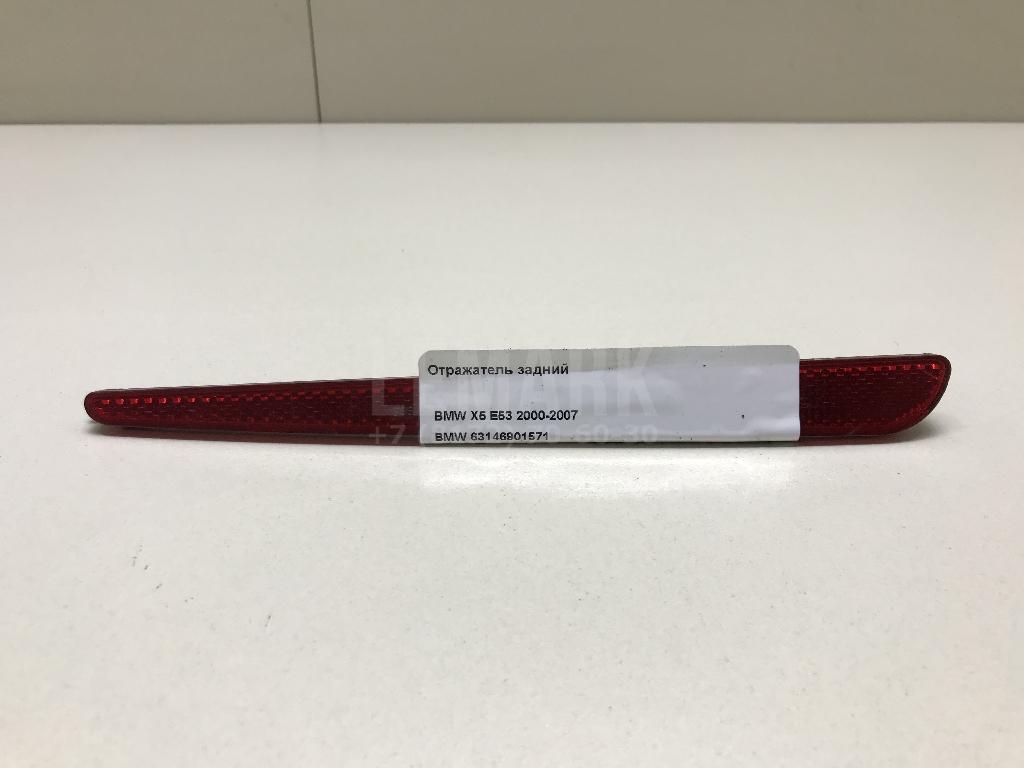 Отражатель задний
BMW X5 E53 2000-2007
BMW 63146901571